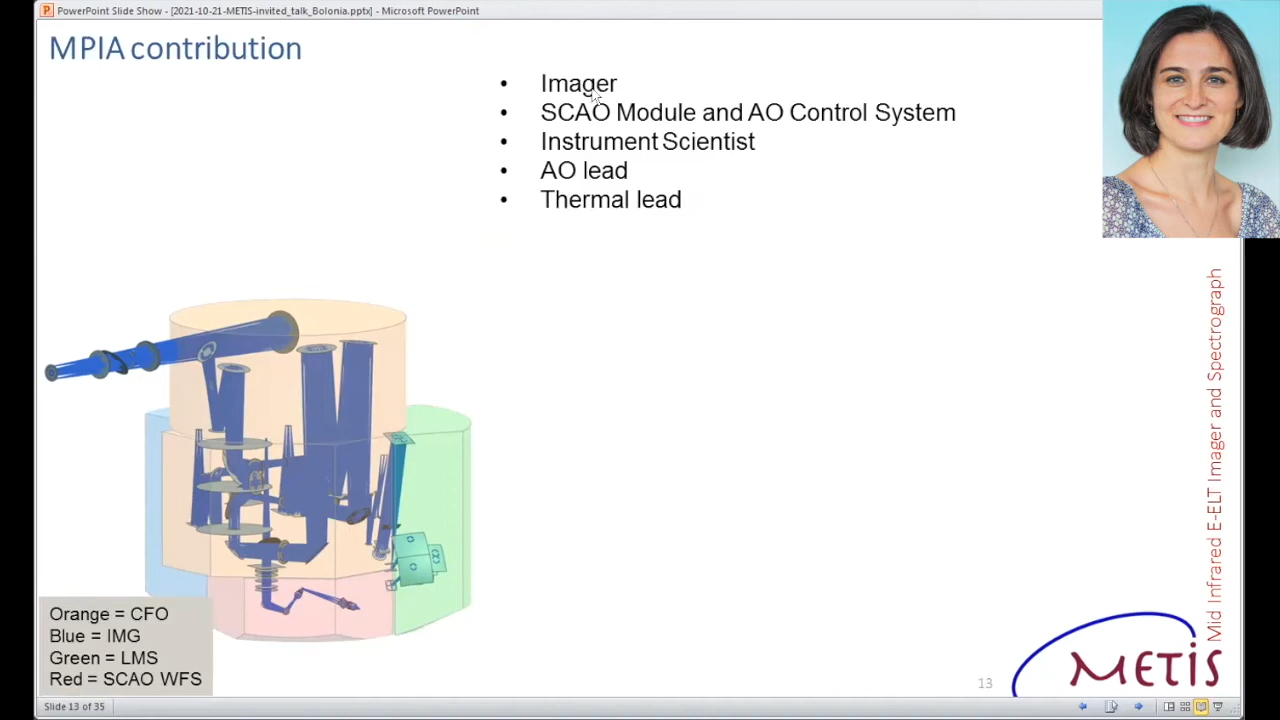 PowerPoint Slide Show - [2021-10-21-METIS-invited_talk_Bolonia.pptx] - Microsoft PowerPoint
MPIA contribution
• Imager
• SCAO Module and AO Control System
• Instrument Scientist
• AO lead
• Thermal lead
Mid Infrared E-ELT Imager and Spectrograph
Orange = CFO
Blue = IMG
Green = LMS
Red = SCAO WFS
METIS
13
Slide 13 of 35